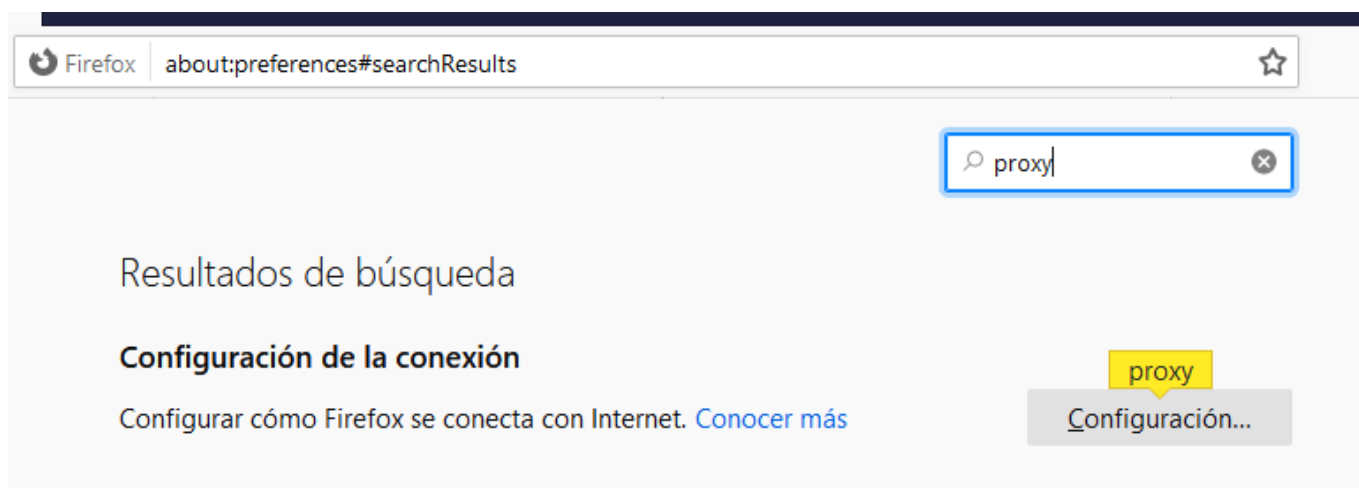 Firefox about:preferences#searchResults
proxy
Resultados de búsqueda
Configuración de la conexión
proxy
Configurar cómo Firefox se conecta con Internet. Conocer más
Configuración...